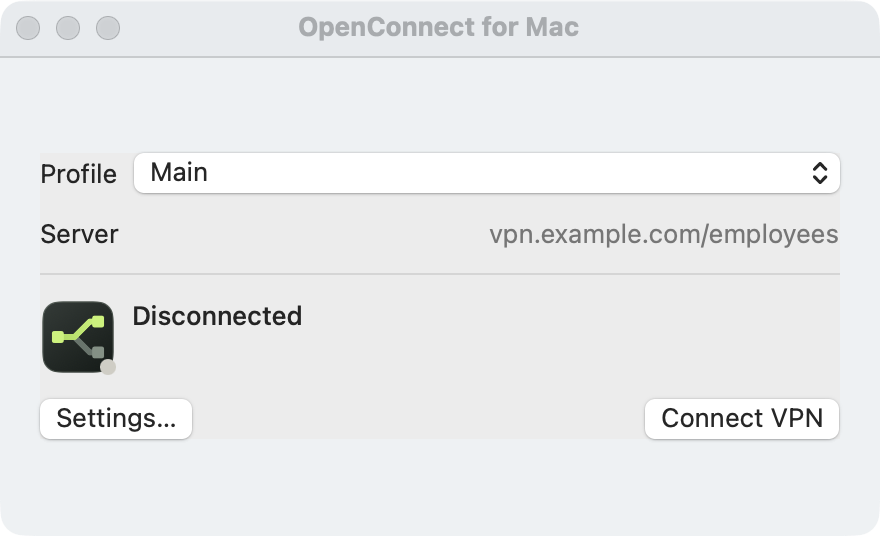 OpenConnect for Mac
Profile Main
Server vpn.example.com/employees
Disconnected
Settings... Connect VPN